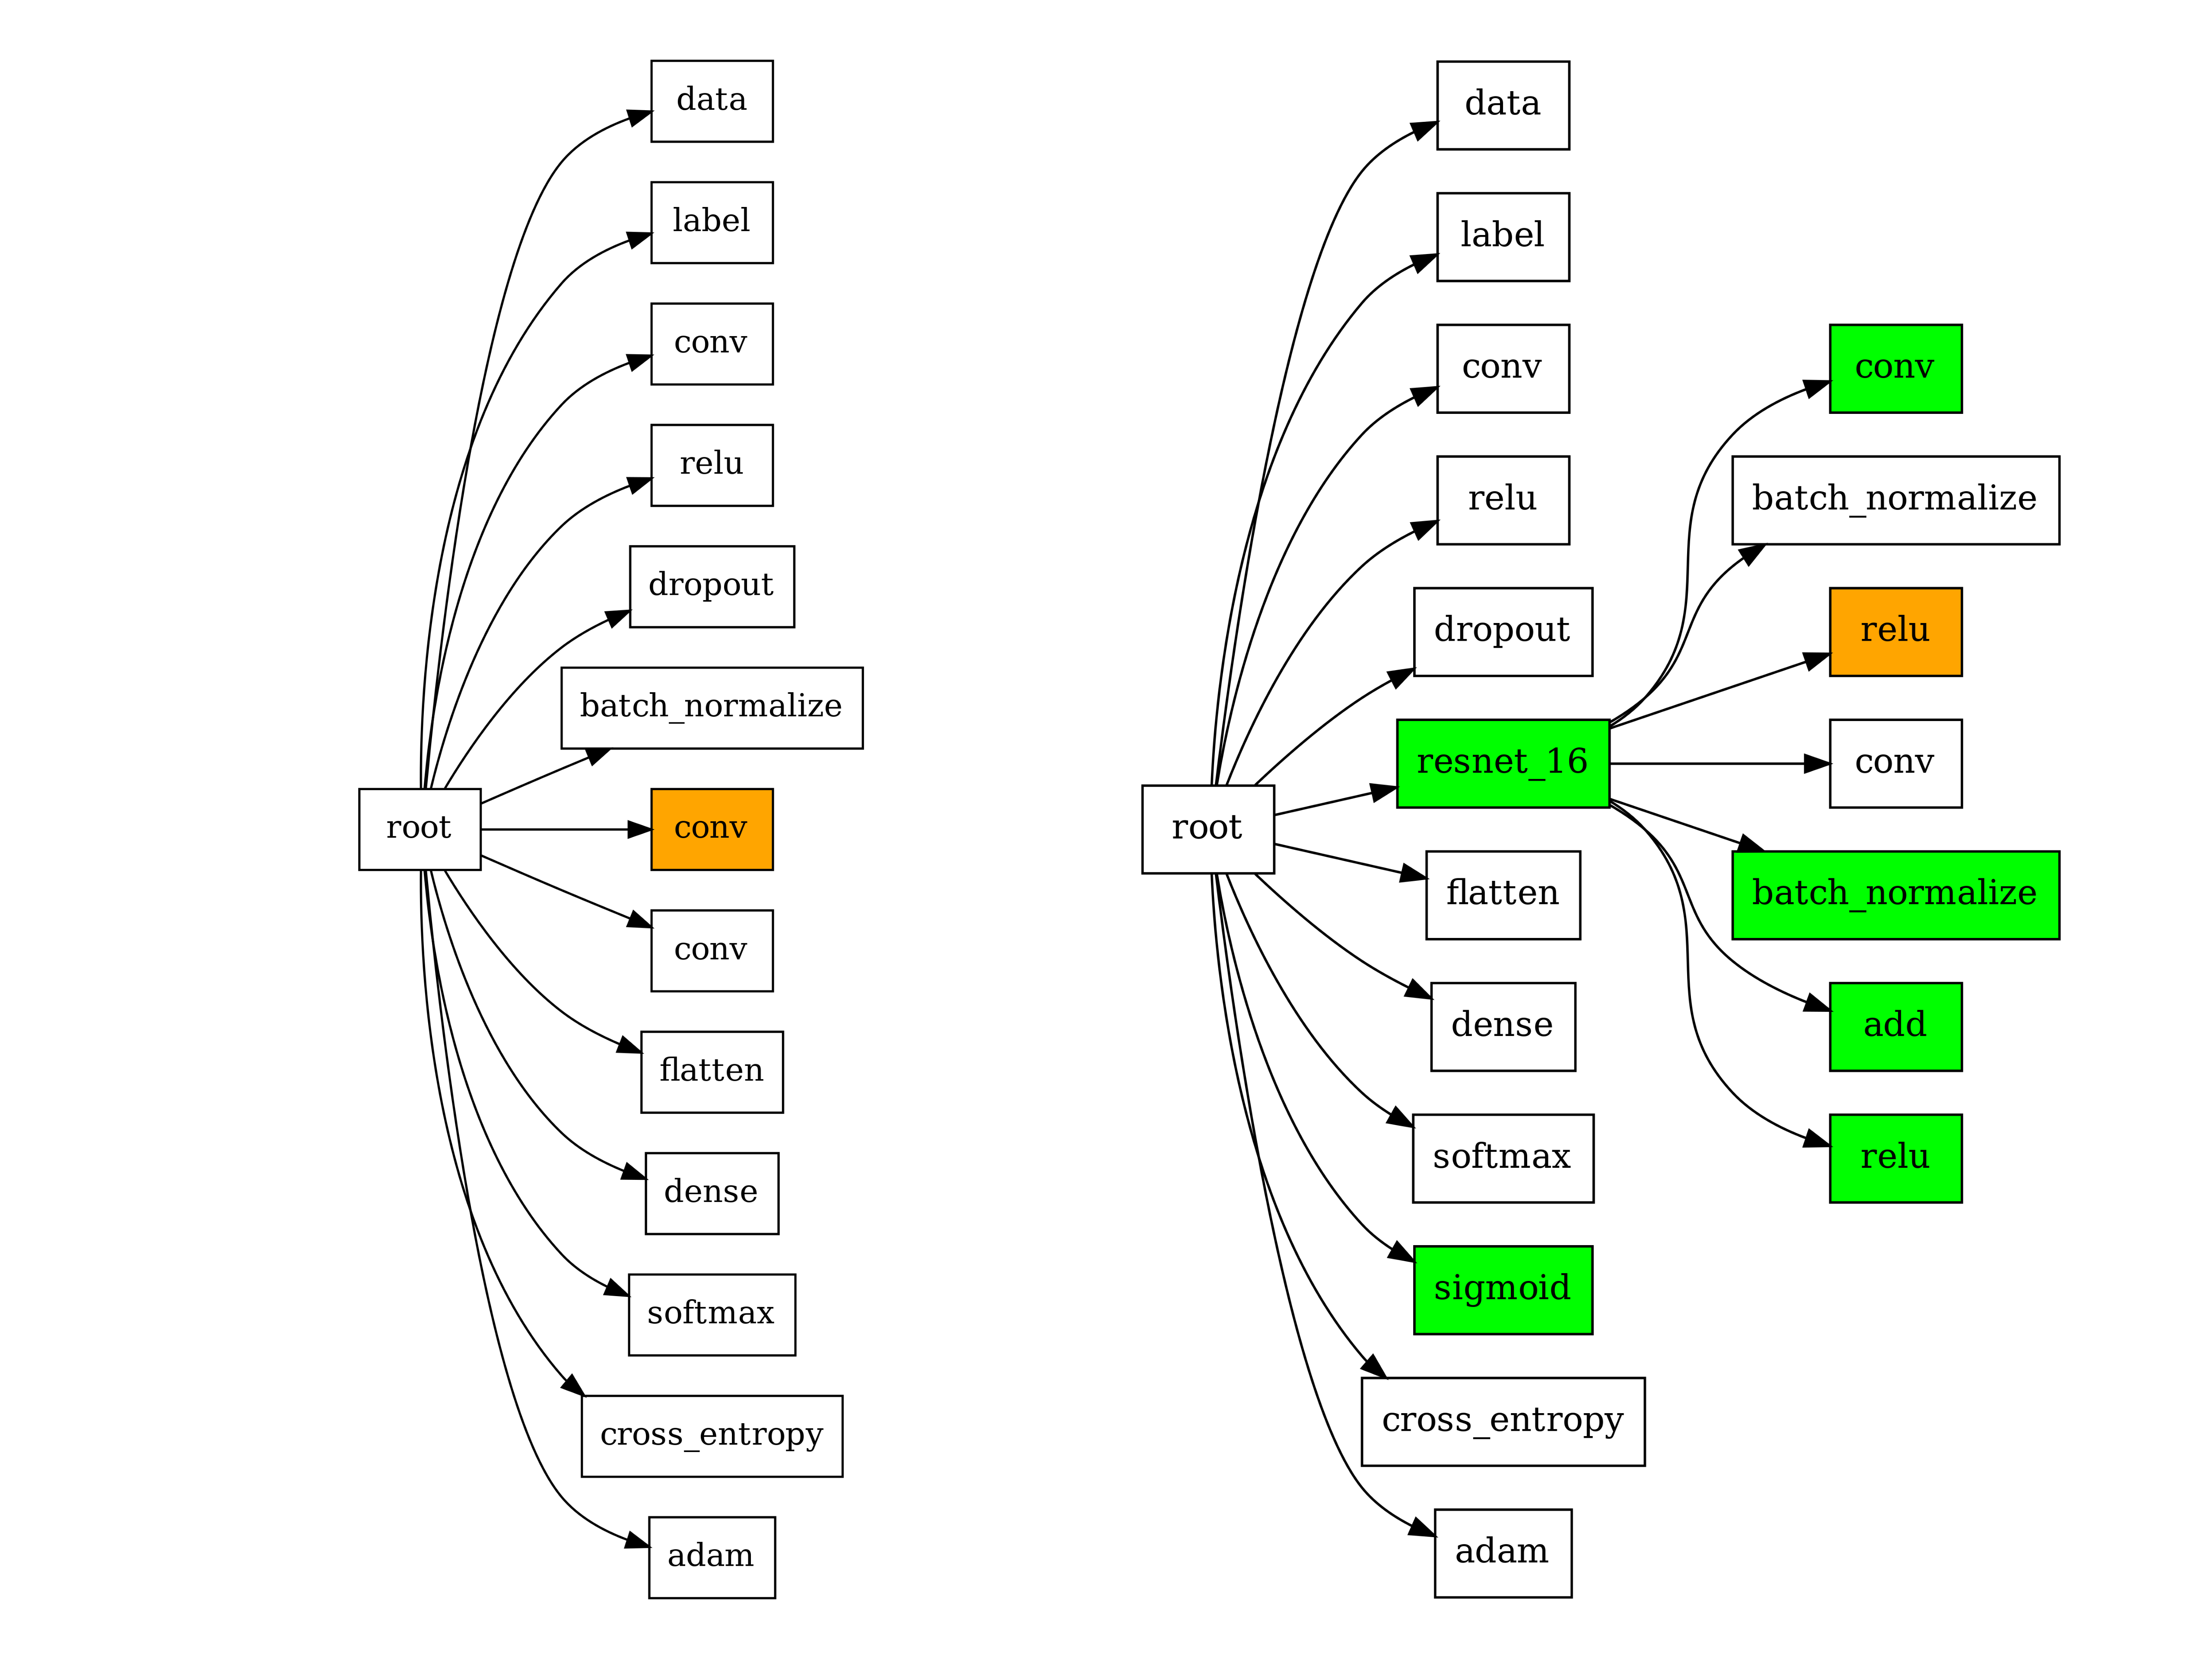 root
data
label
conv
relu
dropout
batch_normalize
conv
conv
flatten
dense
softmax
cross_entropy
adam
root
data
label
conv
relu
dropout
resnet_16
flatten
dense
softmax
sigmoid
cross_entropy
adam
conv
batch_normalize
relu
conv
batch_normalize
add
relu